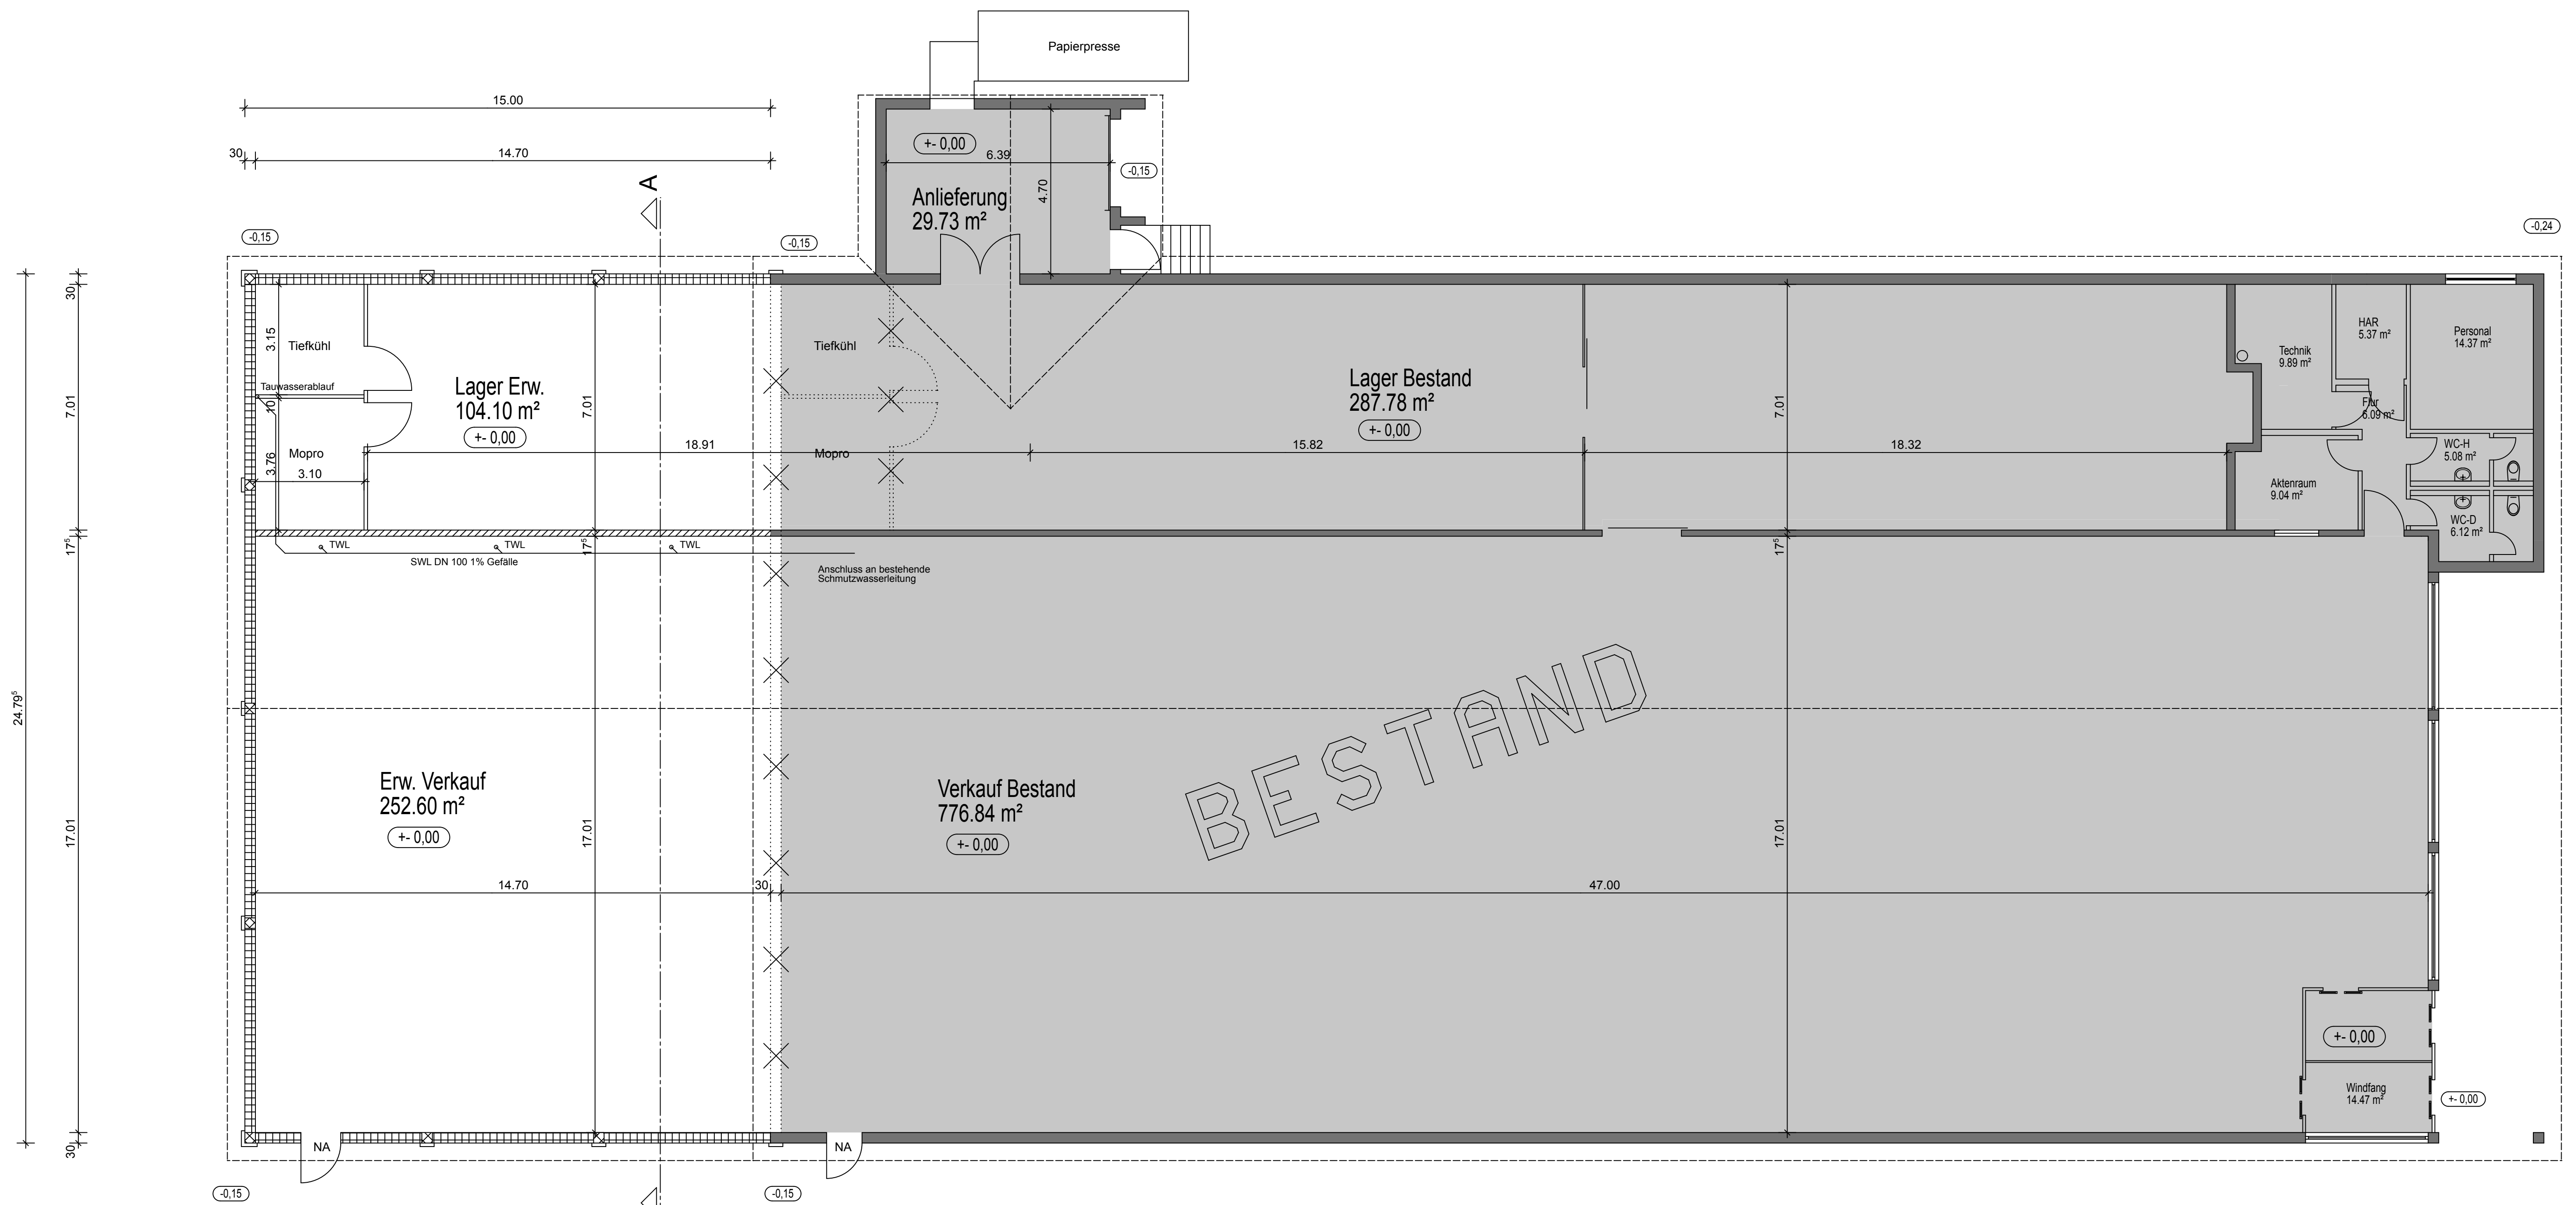 Papierpresse
15.00
30
14.70
A
+- 0,00
6.39
4.70
-0,15
Anlieferung
29.73 m²
-0,15
-0,15
-0,24
30
7.01
17⁵
17.01
30
24.79⁵
3.15
Tiefkühl
Tauwasserablauf
10
3.76
Mopro
3.10
Lager Erw.
104.10 m²
+- 0,00
7.01
18.91
Tiefkühl
Mopro
Lager Bestand
287.78 m²
+- 0,00
15.82
7.01
18.32
Technik
9.89 m²
HAR
5.37 m²
Personal
14.37 m²
Flur
6.09 m²
WC-H
5.08 m²
Aktenraum
9.04 m²
WC-D
6.12 m²
TWL
TWL
TWL
17⁵
17⁵
SWL DN 100 1% Gefälle
Anschluss an bestehende
Schmutzwasserleitung
BESTAND
Erw. Verkauf
252.60 m²
+- 0,00
17.01
Verkauf Bestand
776.84 m²
+- 0,00
17.01
14.70
30
47.00
+- 0,00
Windfang
14.47 m²
+- 0,00
NA
NA
-0,15
-0,15